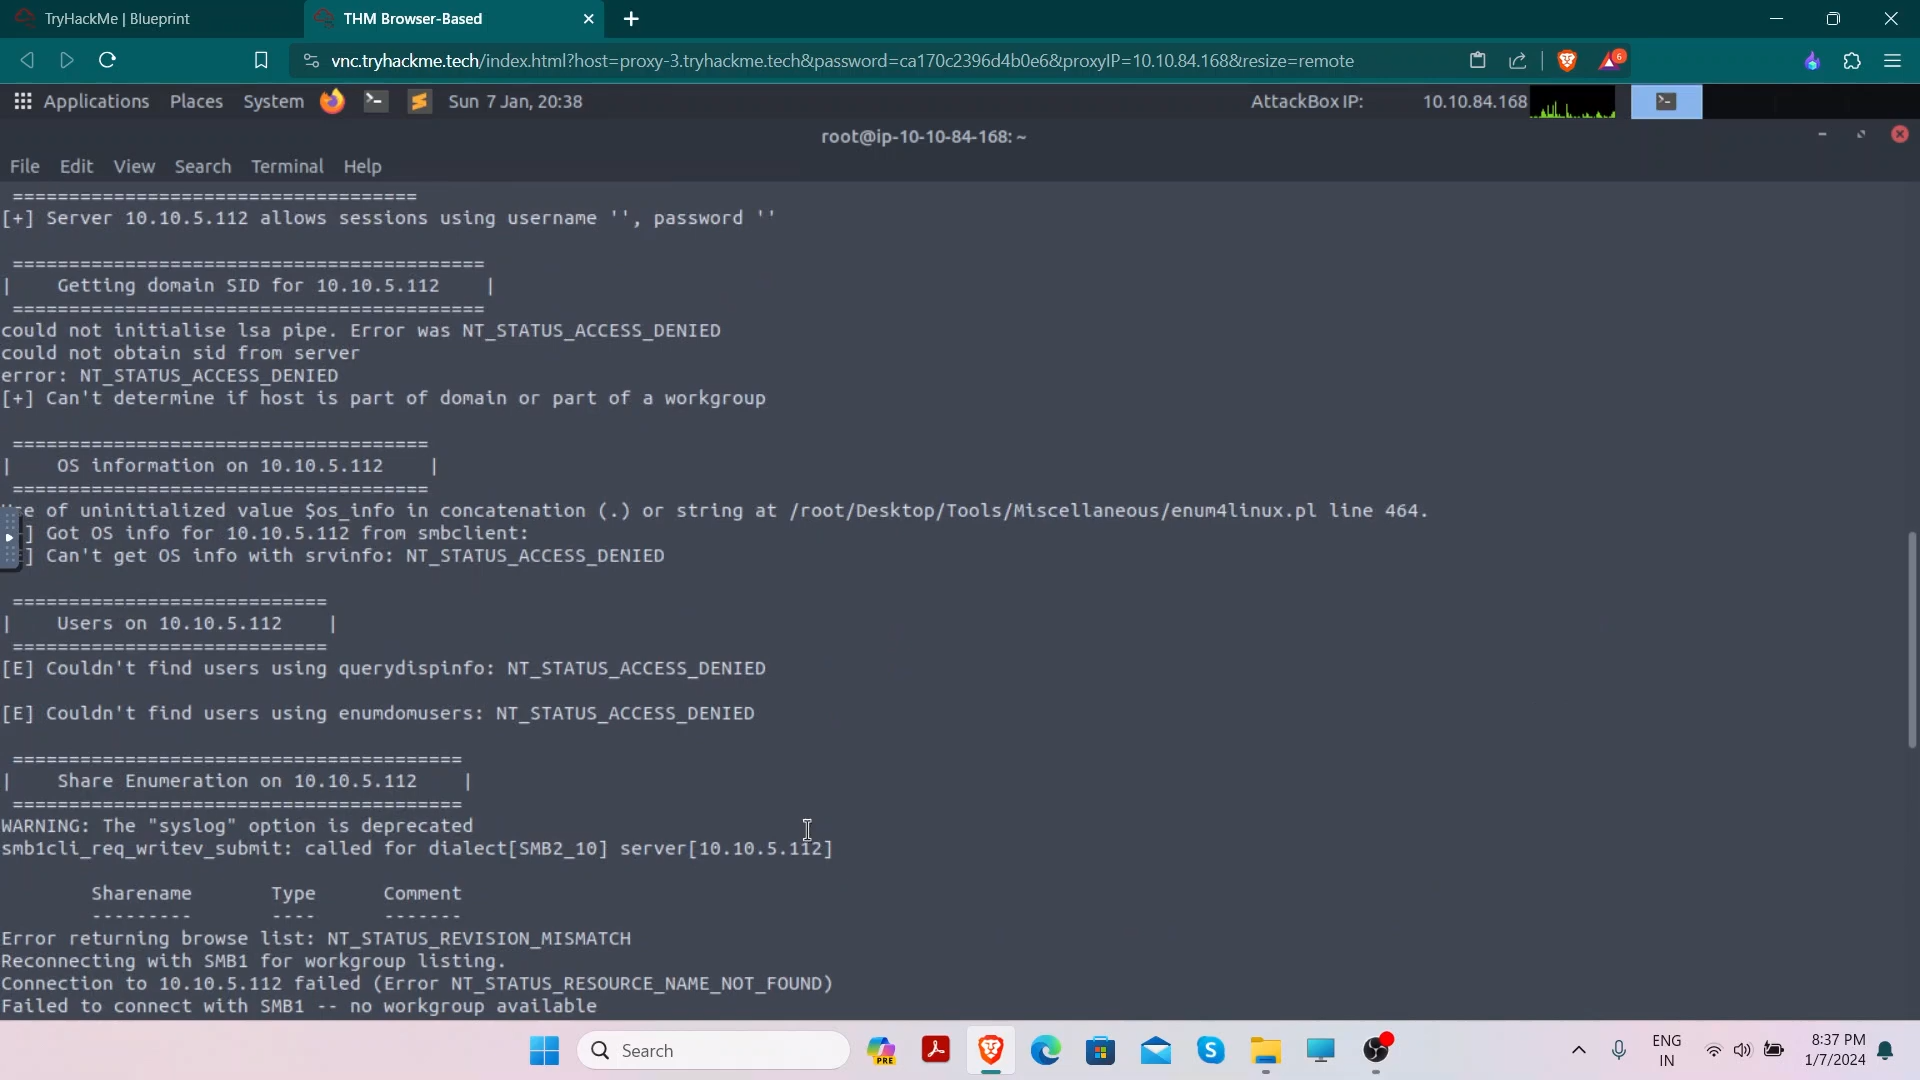 TryHackMe | Blueprint
THM Browser-Based
vnc.tryhackme.tech/index.html?host=proxy-3.tryhackme.tech&password=ca170c2396d4b0e6&proxyIP=10.10.84.168&resize=remote
6
Applications Places System Sun 7 Jan, 20:38 AttackBox IP: 10.10.84.168
root@ip-10-10-84-168: ~
File Edit View Search Terminal Help
====================================
[+] Server 10.10.5.112 allows sessions using username '', password ''
==========================================
| Getting domain SID for 10.10.5.112 |
==========================================
could not initialise lsa pipe. Error was NT_STATUS_ACCESS_DENIED
could not obtain sid from server
error: NT_STATUS_ACCESS_DENIED
[+] Can't determine if host is part of domain or part of a workgroup
=====================================
| OS information on 10.10.5.112 |
=====================================
of uninitialized value $os_info in concatenation (.) or string at /root/Desktop/Tools/Miscellaneous/enum4linux.pl line 464.
] Got OS info for 10.10.5.112 from smbclient:
] Can't get OS info with srvinfo: NT_STATUS_ACCESS_DENIED
============================
| Users on 10.10.5.112 |
============================
[E] Couldn't find users using querydispinfo: NT_STATUS_ACCESS_DENIED
[E] Couldn't find users using enumdomusers: NT_STATUS_ACCESS_DENIED
========================================
| Share Enumeration on 10.10.5.112 |
========================================
WARNING: The "syslog" option is deprecated
smb1cli_req_writev_submit: called for dialect[SMB2_10] server[10.10.5.112]
Sharename Type Comment
--------- ---- -------
Error returning browse list: NT_STATUS_REVISION_MISMATCH
Reconnecting with SMB1 for workgroup listing.
Connection to 10.10.5.112 failed (Error NT_STATUS_RESOURCE_NAME_NOT_FOUND)
Failed to connect with SMB1 -- no workgroup available
Search
PRE
ENG
IN
8:37 PM
1/7/2024